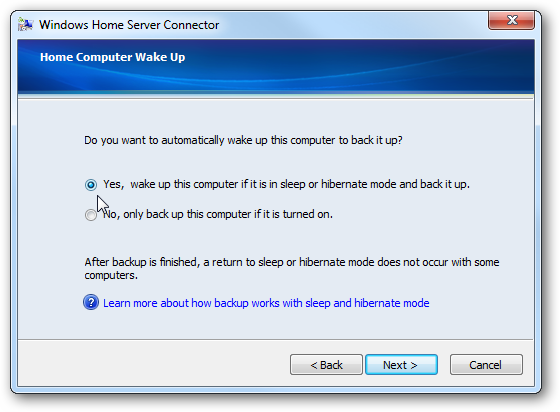 Windows Home Server Connector
Home Computer Wake Up
Do you want to automatically wake up this computer to back it up?
Yes, wake up this computer if it is in sleep or hibernate mode and back it up.
No, only back up this computer if it is turned on.
After backup is finished, a return to sleep or hibernate mode does not occur with some
computers.
? Learn more about how backup works with sleep and hibernate mode
< Back Next > Cancel